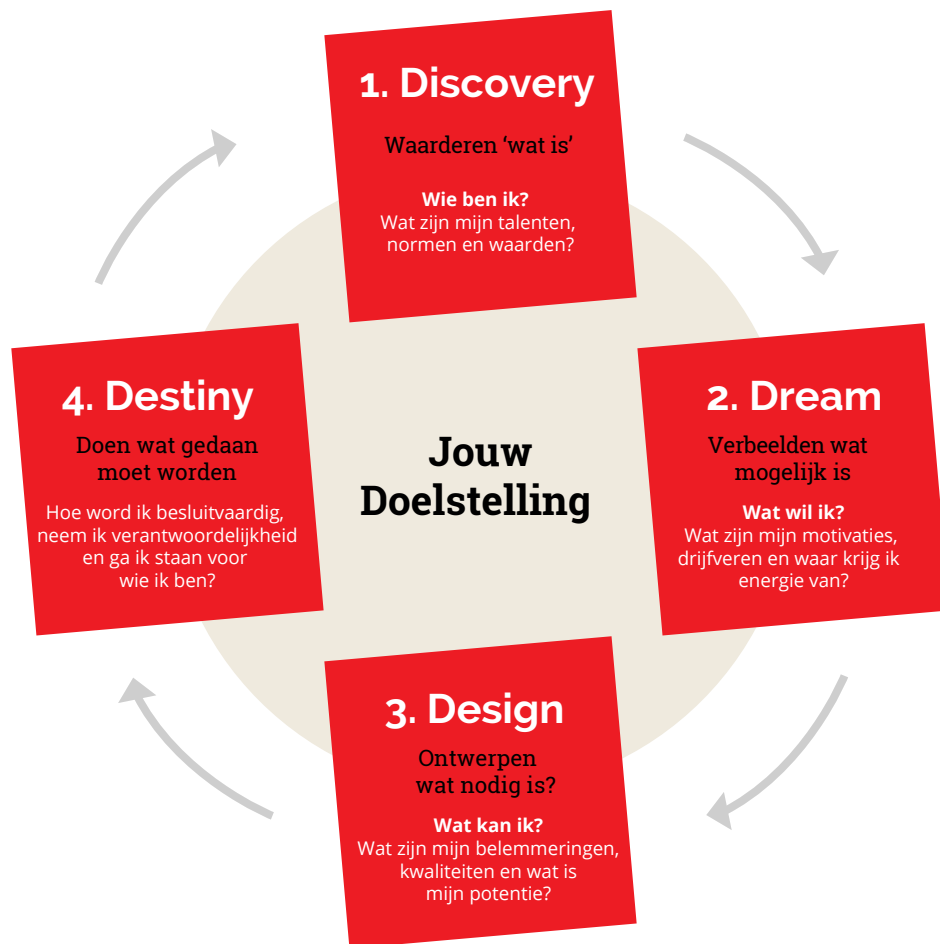 1. Discovery
Waarderen ‘wat is’
Wie ben ik?
Wat zijn mijn talenten,
normen en waarden?
2. Dream
Verbeelden wat
mogelijk is
Wat wil ik?
Wat zijn mijn motivaties,
drijfveren en waar krijg ik
energie van?
3. Design
Ontwerpen
wat nodig is?
Wat kan ik?
Wat zijn mijn belemmeringen,
kwaliteiten en wat is
mijn potentie?
4. Destiny
Doen wat gedaan
moet worden
Hoe word ik besluitvaardig,
neem ik verantwoordelijkheid
en ga ik staan voor
wie ik ben?
Jouw
Doelstelling